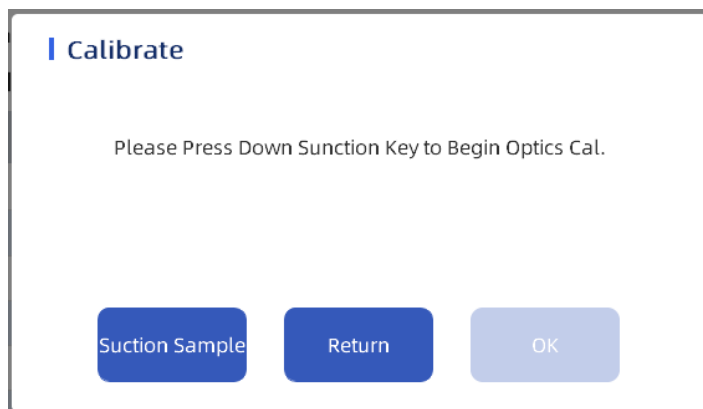 Calibrate
Please Press Down Sunction Key to Begin Optics Cal.
Suction Sample
Return
OK